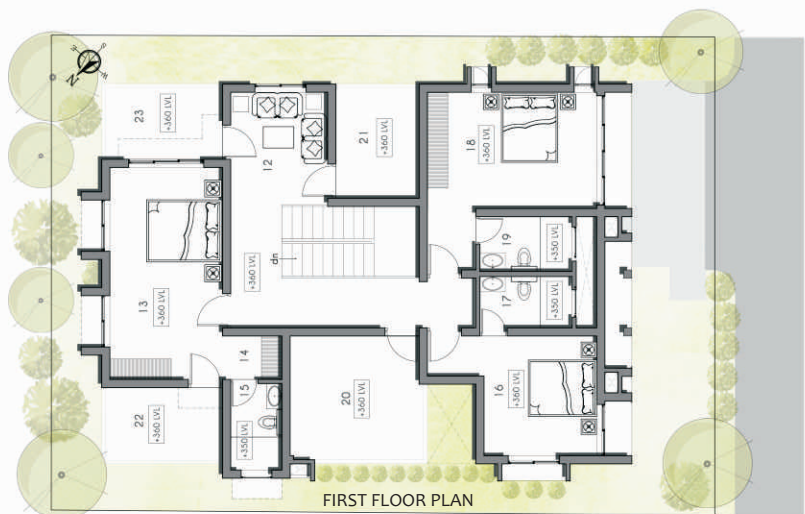 S
E
W
N
23
+360 LVL
12
+360 LVL
21
+360 LVL
18
+360 LVL
19
+350 LVL
17
+350 LVL
dn
13
+360 LVL
14
15
+350 LVL
22
+360 LVL
20
+360 LVL
16
+360 LVL
FIRST FLOOR PLAN